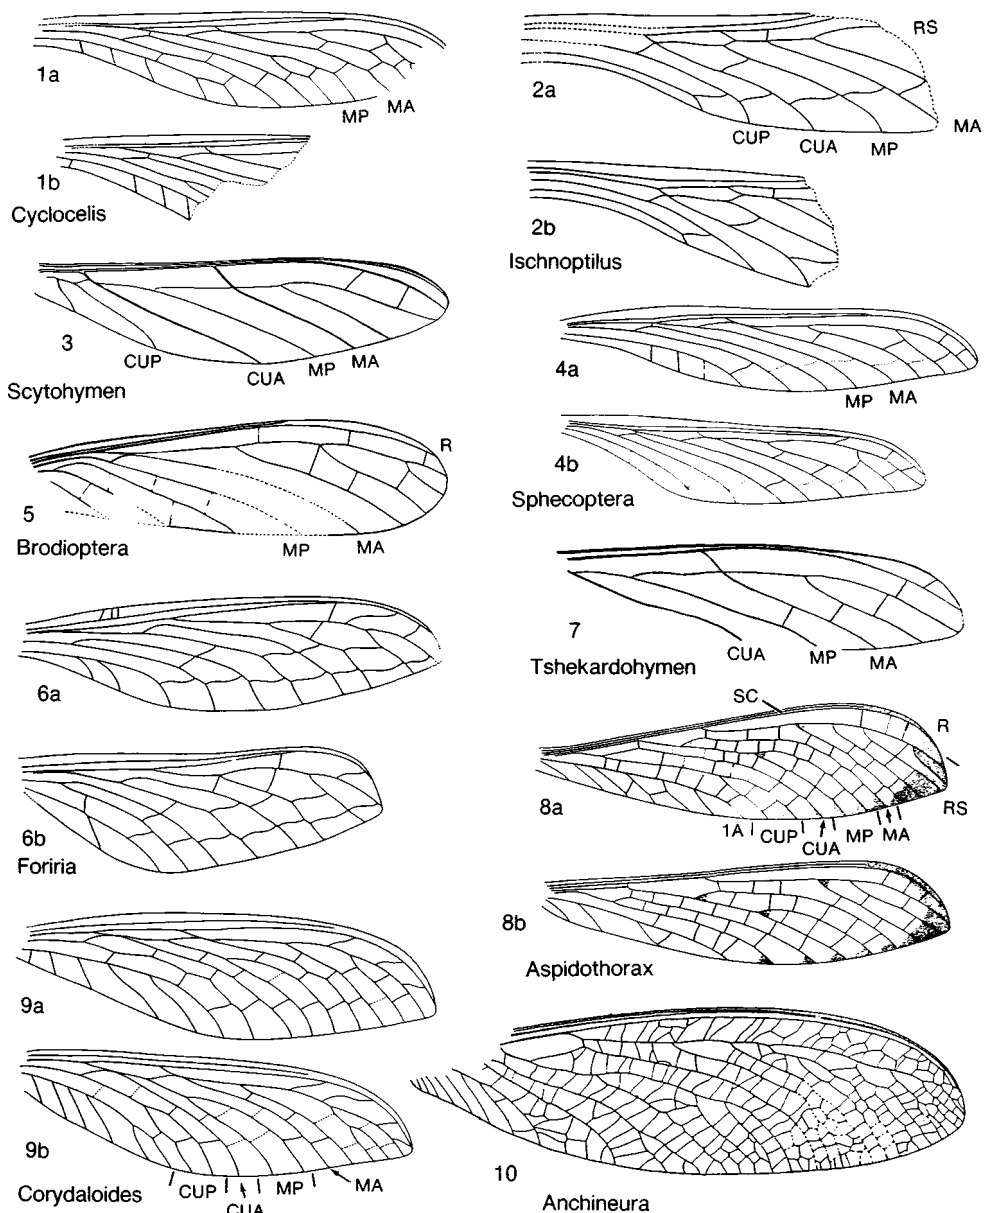 1a
MP
MA
1b
Cyclocelis
RS
2a
CUP
CUA
MP
MA
2b
Ischnoptilus
3
CUP
CUA
MP
MA
Scytohymen
4a
MP
MA
4b
Sphecoptera
R
5
MP
MA
Brodioptera
6a
6b
Foriria
7
CUA
MP
MA
Tshekardohymen
SC
R
8a
RS
1A
CUP
CUA
MP
MA
8b
Aspidothorax
9a
9b
CUP
CUA
MP
MA
Corydaloides
10
Anchineura